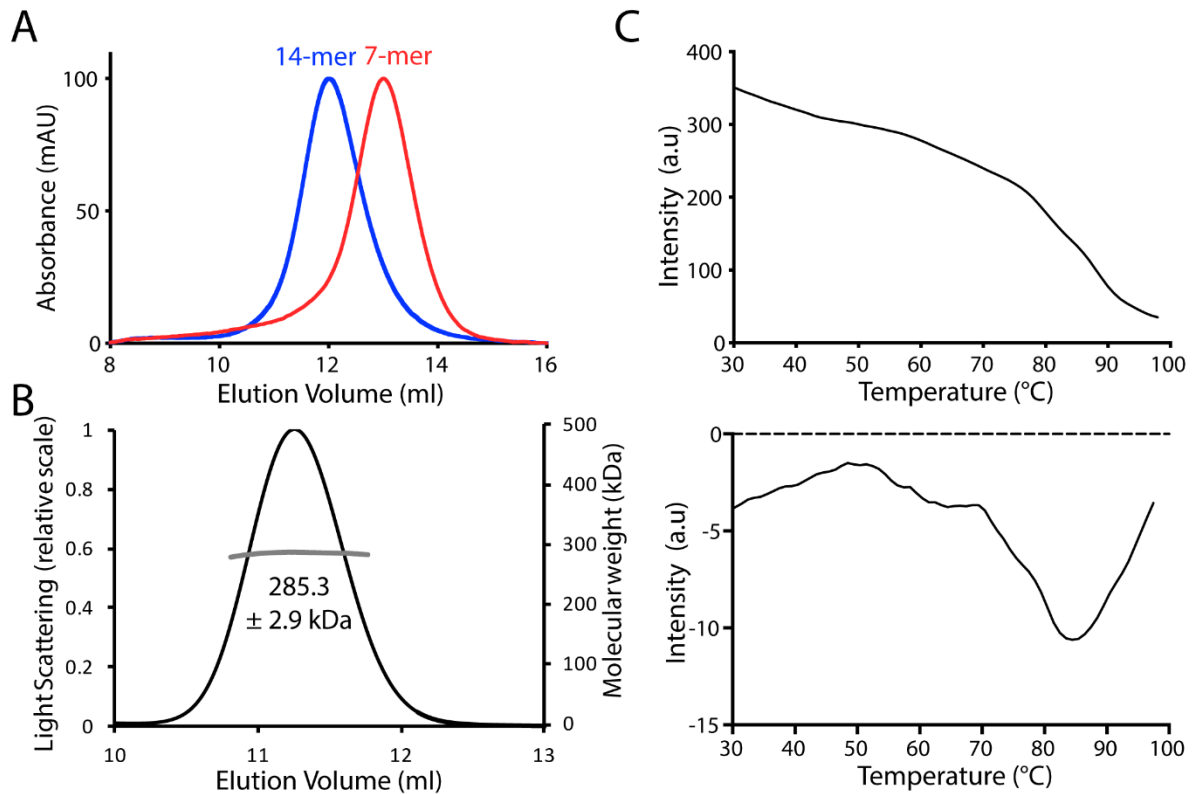 A
14-mer 7-mer
100
50
0
Absorbance (mAU)
8 10 12 14 16
Elution Volume (ml)
B
1
0.8
0.6
0.4
0.2
0
Light Scattering (relative scale)
285.3
± 2.9 kDa
500
400
300
200
100
0
Molecular weight (kDa)
10 11 12 13
Elution Volume (ml)
C
400
300
200
100
0
Intensity (a.u)
30 40 50 60 70 80 90 100
Temperature (°C)
0
-5
-10
-15
Intensity (a.u)
30 40 50 60 70 80 90 100
Temperature (°C)